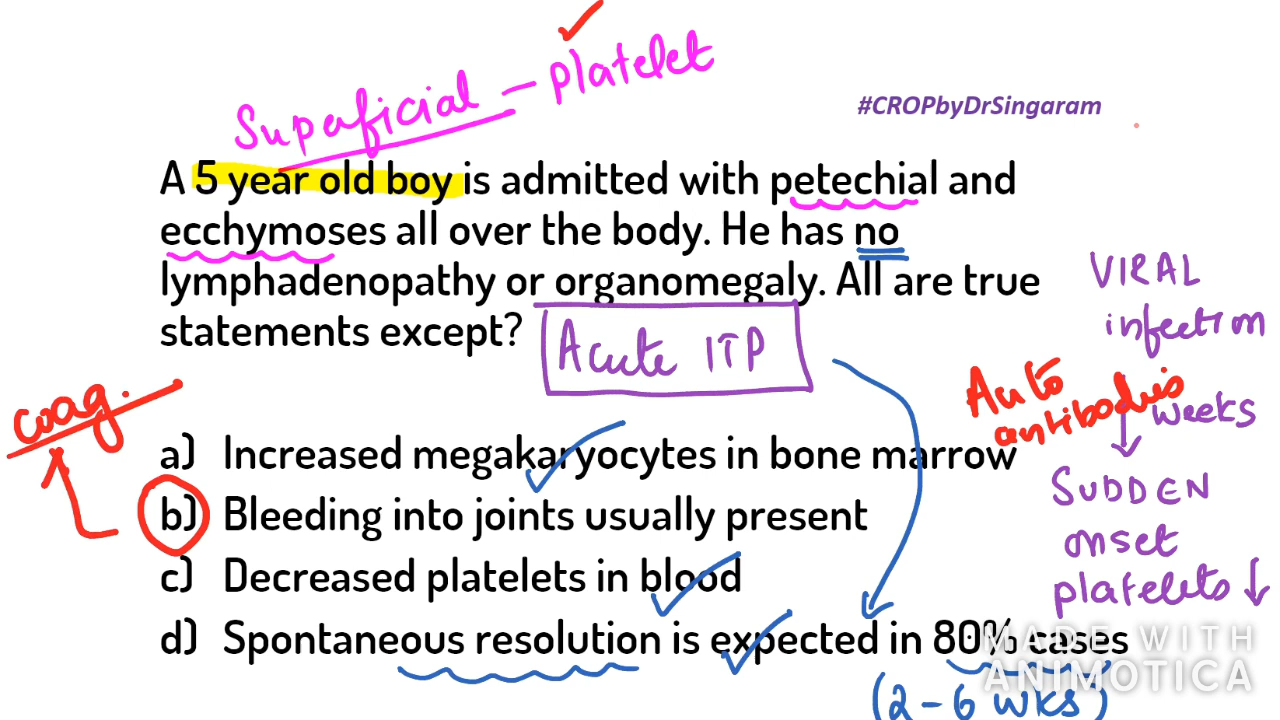 Superficial - platelet
#CROPbyDrSingaram
A 5 year old boy is admitted with petechial and
ecchymoses all over the body. He has no
lymphadenopathy or organomegaly. All are true
statements except?
Acute ITP
VIRAL
infection
Auto
antibodies
weeks
SUDDEN
onset
platelets ↓
coag.
a) Increased megakaryocytes in bone marrow
b) Bleeding into joints usually present
c) Decreased platelets in blood
d) Spontaneous resolution is expected in 80% cases
(2-6 wks)
MADE WITH
ANIMOTICA